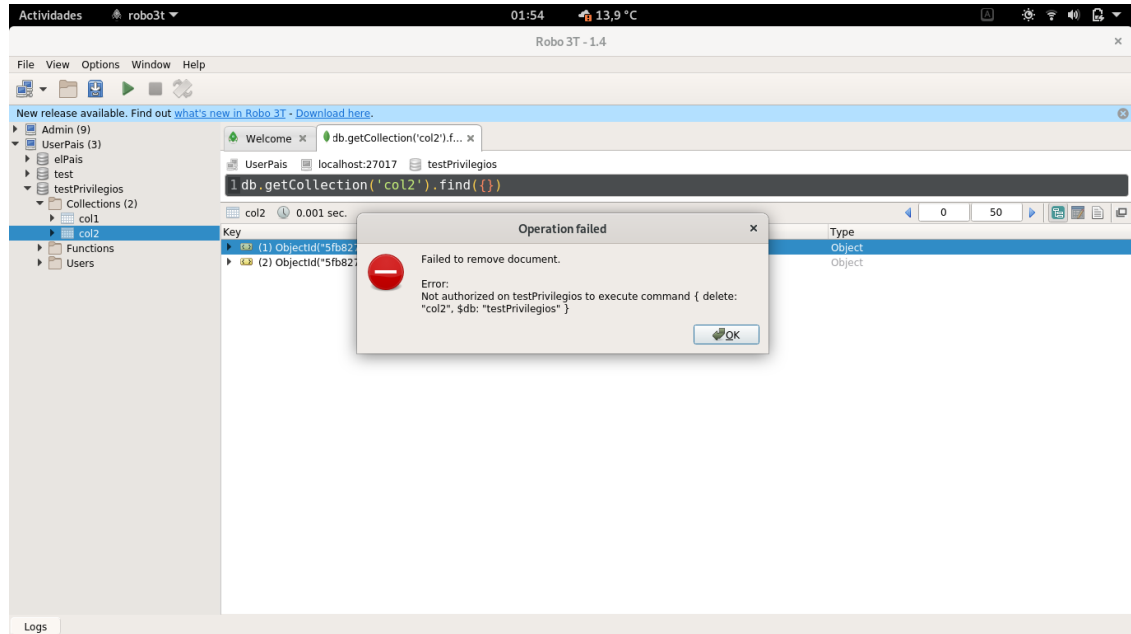 Actividades robo3t 01:54 13,9 °C A
Robo 3T - 1.4 ×
File View Options Window Help
New release available. Find out what's new in Robo 3T - Download here.
Admin (9)
UserPais (3)
elPais
test
testPrivilegios
Collections (2)
col1
col2
Functions
Users
Welcome × db.getCollection('col2').f... ×
UserPais localhost:27017 testPrivilegios
1 db.getCollection('col2').find({})
col2 0.001 sec. 0 50
Key Type
(1) ObjectId("5fb827 Object
(2) ObjectId("5fb827 Object
Operation failed ×
Failed to remove document.
Error:
Not authorized on testPrivilegios to execute command { delete:
"col2", $db: "testPrivilegios" }
OK
Logs